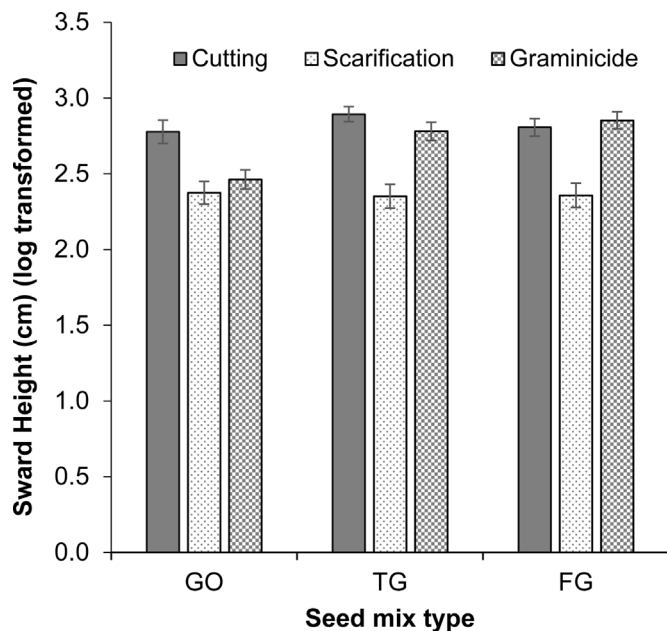 3.5
Cutting Scarification Graminicide
3.0
2.5
2.0
1.5
1.0
0.5
0.0
Sward Height (cm) (log transformed)
GO TG FG
Seed mix type